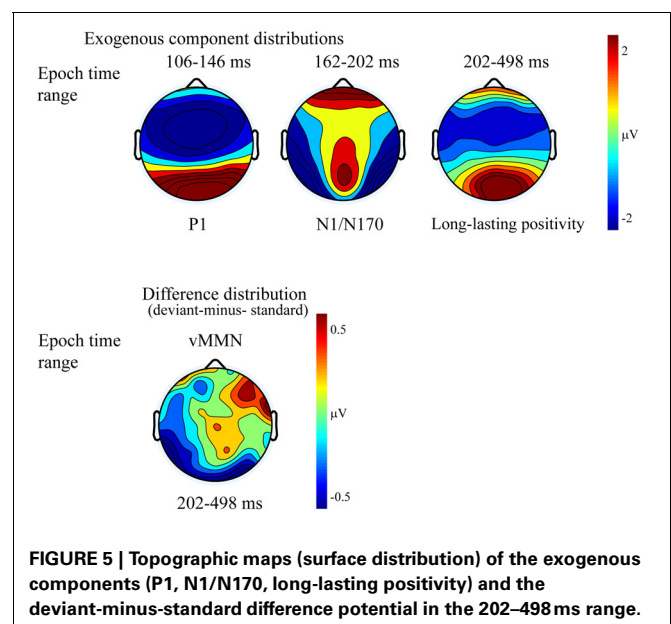 Exogenous component distributions
Epoch time
range
106-146 ms
162-202 ms
202-498 ms
2
µV
-2
P1
N1/N170
Long-lasting positivity
Difference distribution
(deviant-minus- standard)
Epoch time
range
vMMN
0.5
µV
-0.5
202-498 ms
FIGURE 5 | Topographic maps (surface distribution) of the exogenous
components (P1, N1/N170, long-lasting positivity) and the
deviant-minus-standard difference potential in the 202–498 ms range.